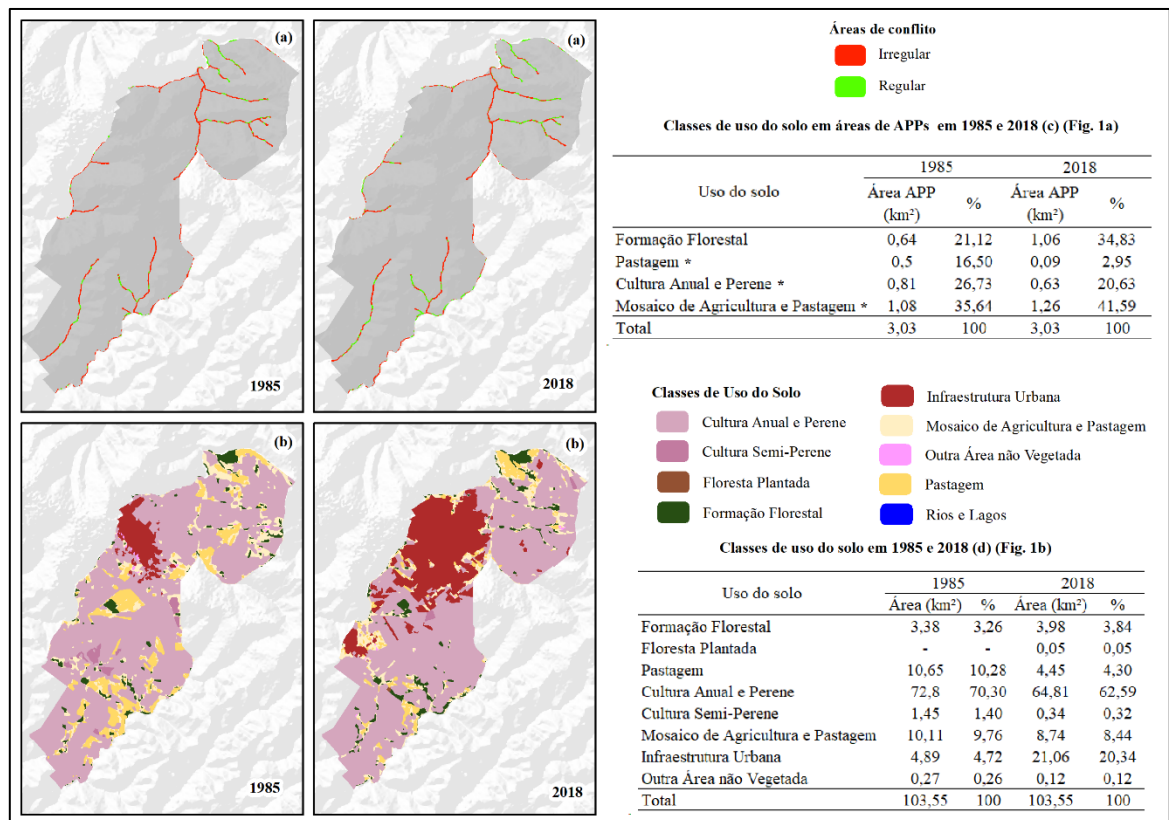 (a)
1985
(a)
2018
(b)
1985
(b)
2018
Áreas de conflito
Irregular
Regular
Classes de uso do solo em áreas de APPs em 1985 e 2018 (c) (Fig. 1a)
1985 2018
Uso do solo Área APP (km²) % Área APP (km²) %
Formação Florestal 0,64 21,12 1,06 34,83
Pastagem * 0,5 16,50 0,09 2,95
Cultura Anual e Perene * 0,81 26,73 0,63 20,63
Mosaico de Agricultura e Pastagem * 1,08 35,64 1,26 41,59
Total 3,03 100 3,03 100
Classes de Uso do Solo
Cultura Anual e Perene
Cultura Semi-Perene
Floresta Plantada
Formação Florestal
Infraestrutura Urbana
Mosaico de Agricultura e Pastagem
Outra Área não Vegetada
Pastagem
Rios e Lagos
Classes de uso do solo em 1985 e 2018 (d) (Fig. 1b)
1985 2018
Uso do solo Área (km²) % Área (km²) %
Formação Florestal 3,38 3,26 3,98 3,84
Floresta Plantada - - 0,05 0,05
Pastagem 10,65 10,28 4,45 4,30
Cultura Anual e Perene 72,8 70,30 64,81 62,59
Cultura Semi-Perene 1,45 1,40 0,34 0,32
Mosaico de Agricultura e Pastagem 10,11 9,76 8,74 8,44
Infraestrutura Urbana 4,89 4,72 21,06 20,34
Outra Área não Vegetada 0,27 0,26 0,12 0,12
Total 103,55 100 103,55 100